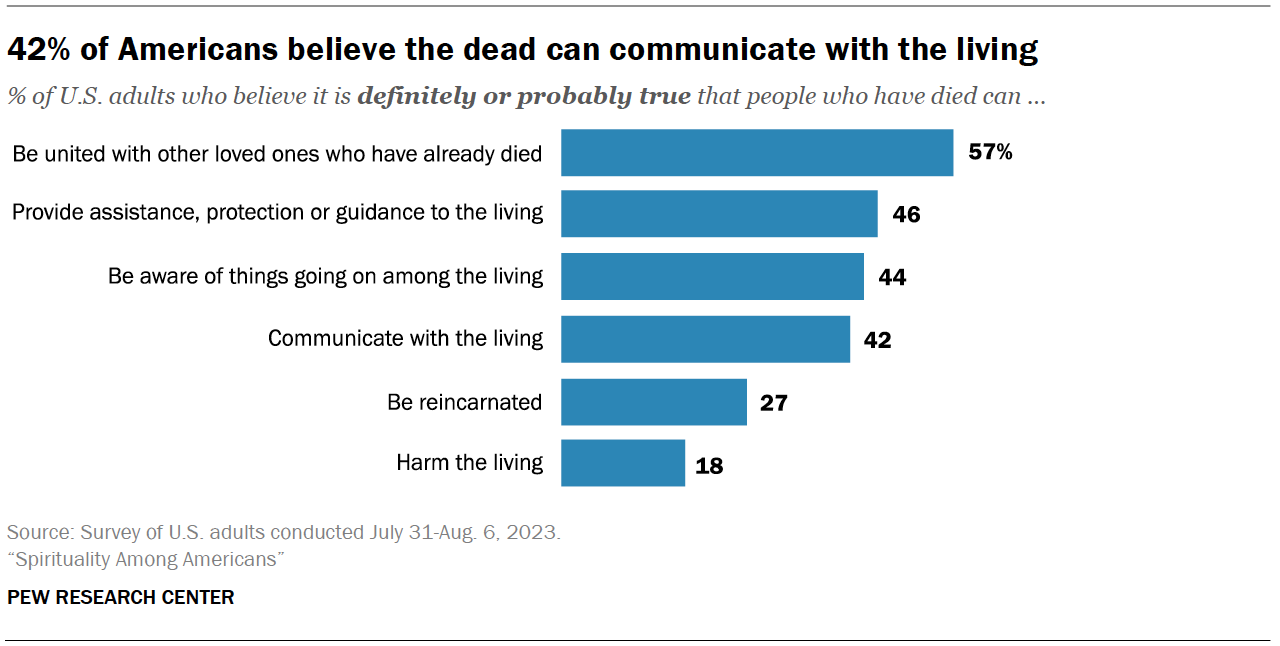 42% of Americans believe the dead can communicate with the living
% of U.S. adults who believe it is definitely or probably true that people who have died can ...
Be united with other loved ones who have already died 57%
Provide assistance, protection or guidance to the living 46
Be aware of things going on among the living 44
Communicate with the living 42
Be reincarnated 27
Harm the living 18
Source: Survey of U.S. adults conducted July 31-Aug. 6, 2023.
“Spirituality Among Americans”
PEW RESEARCH CENTER